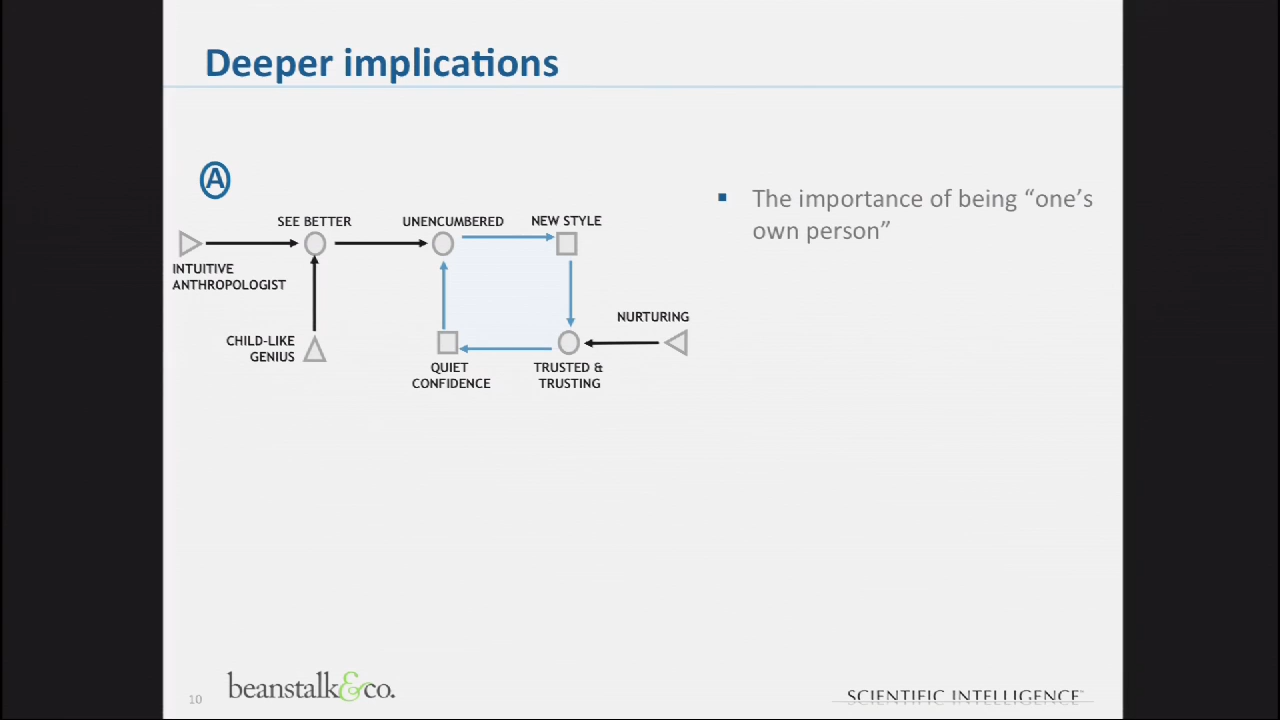 Deeper implications
A
SEE BETTER
UNENCUMBERED
NEW STYLE
INTUITIVE
ANTHROPOLOGIST
CHILD-LIKE
GENIUS
NURTURING
QUIET
CONFIDENCE
TRUSTED &
TRUSTING
The importance of being “one’s
own person”
10
beanstalk&co.
SCIENTIFIC INTELLIGENCE